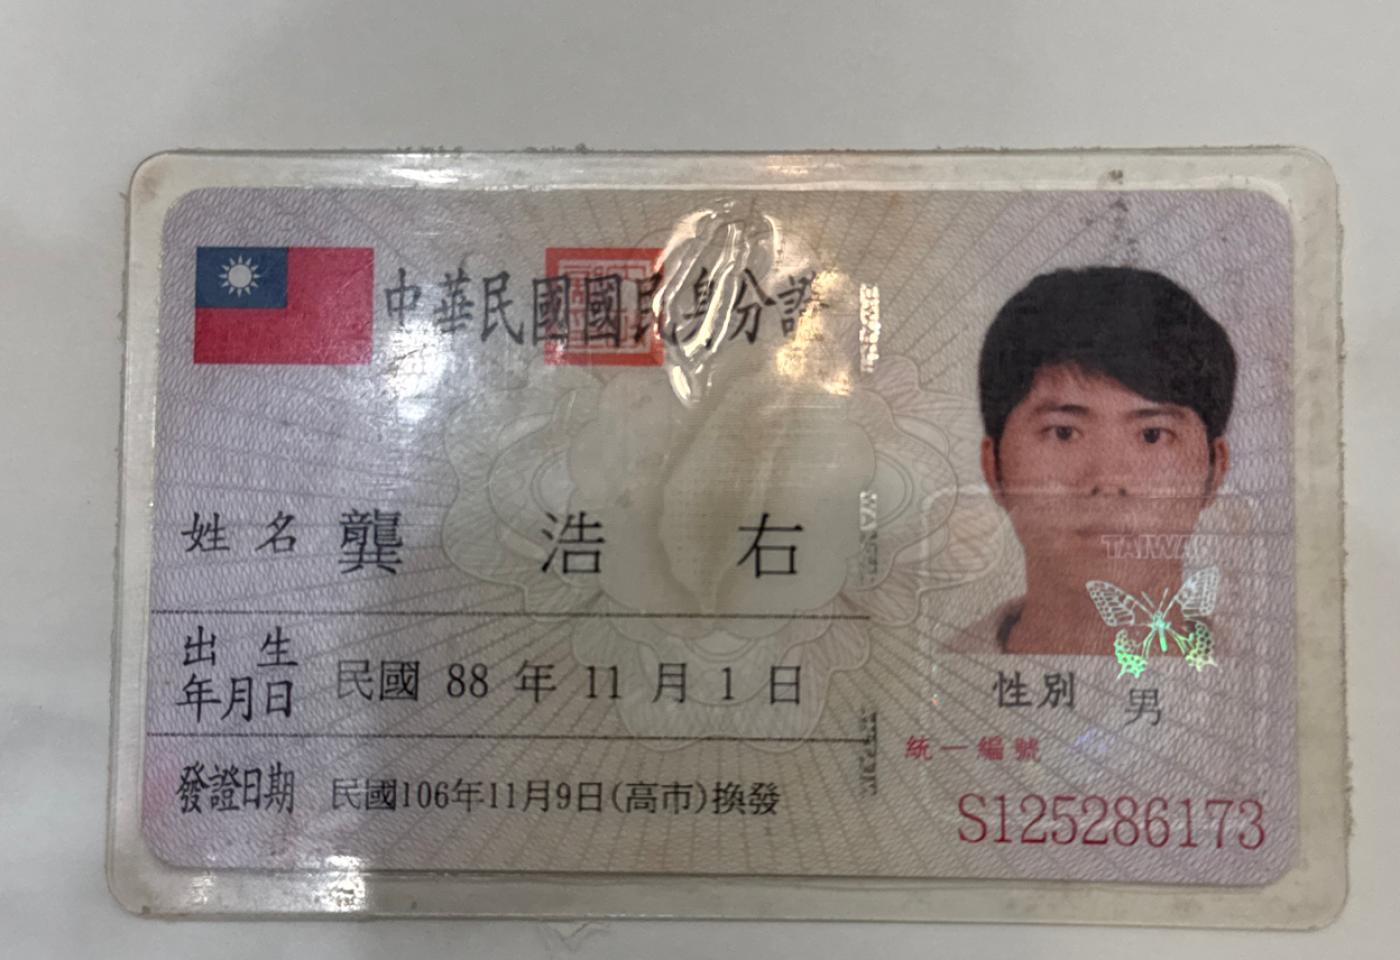 中華民國國民身分證
姓名 龔浩右
出生年月日 民國 88 年 11 月 1 日
發證日期 民國106年11月9日(高市)換發
TAIWAN
性別 男
統一編號
S125286173